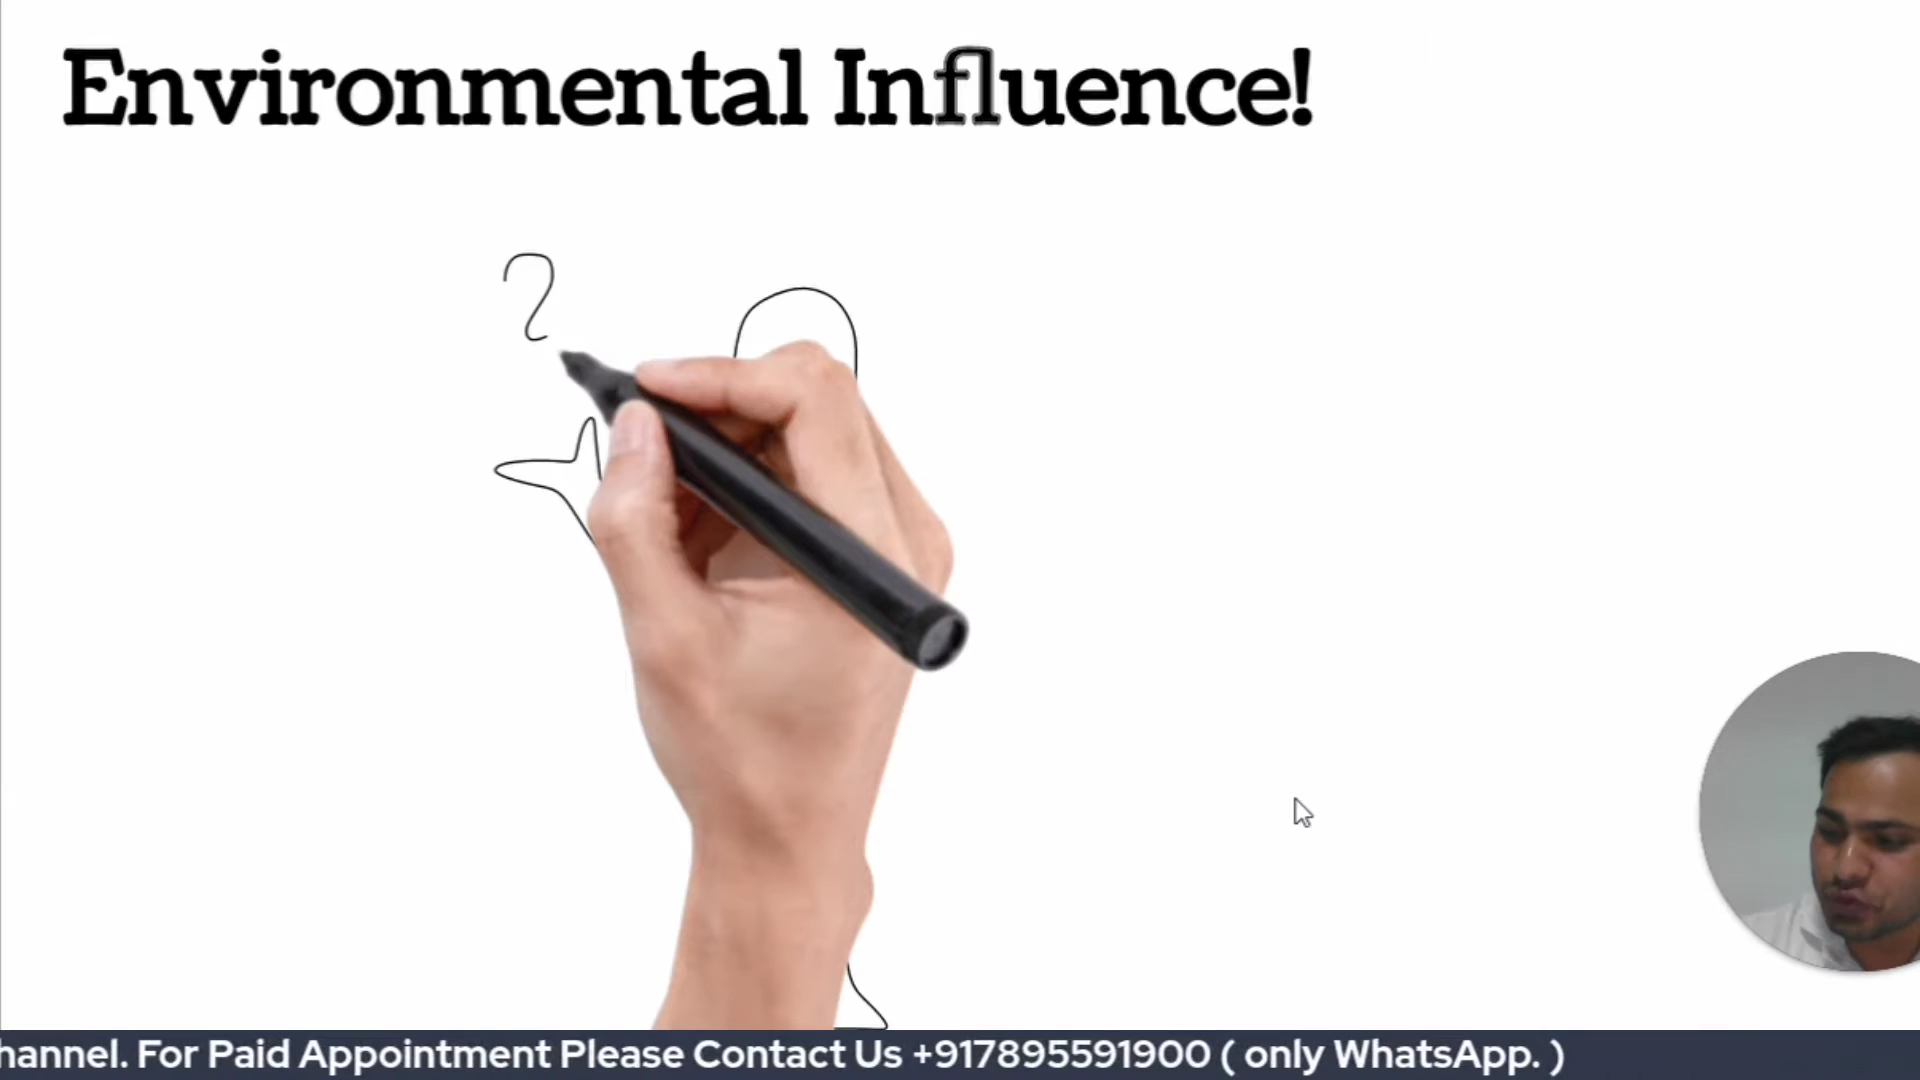 Environmental Influence!
?
hannel. For Paid Appointment Please Contact Us +917895591900 ( only WhatsApp. )